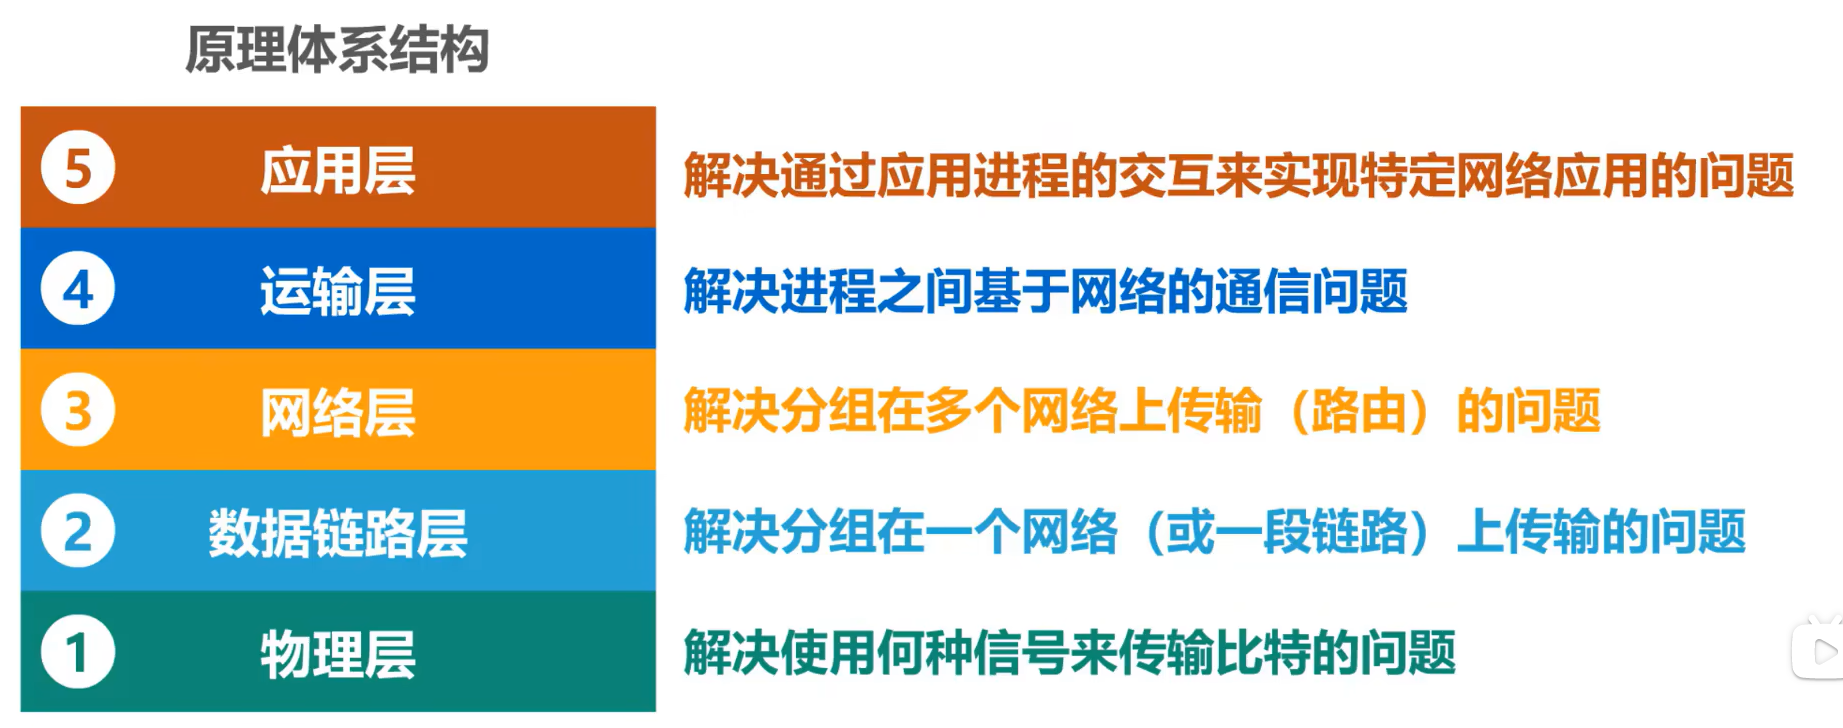 原理体系结构
5 应用层 解决通过应用进程的交互来实现特定网络应用的问题
4 运输层 解决进程之间基于网络的通信问题
3 网络层 解决分组在多个网络上传输（路由）的问题
2 数据链路层 解决分组在一个网络（或一段链路）上传输的问题
1 物理层 解决使用何种信号来传输比特的问题